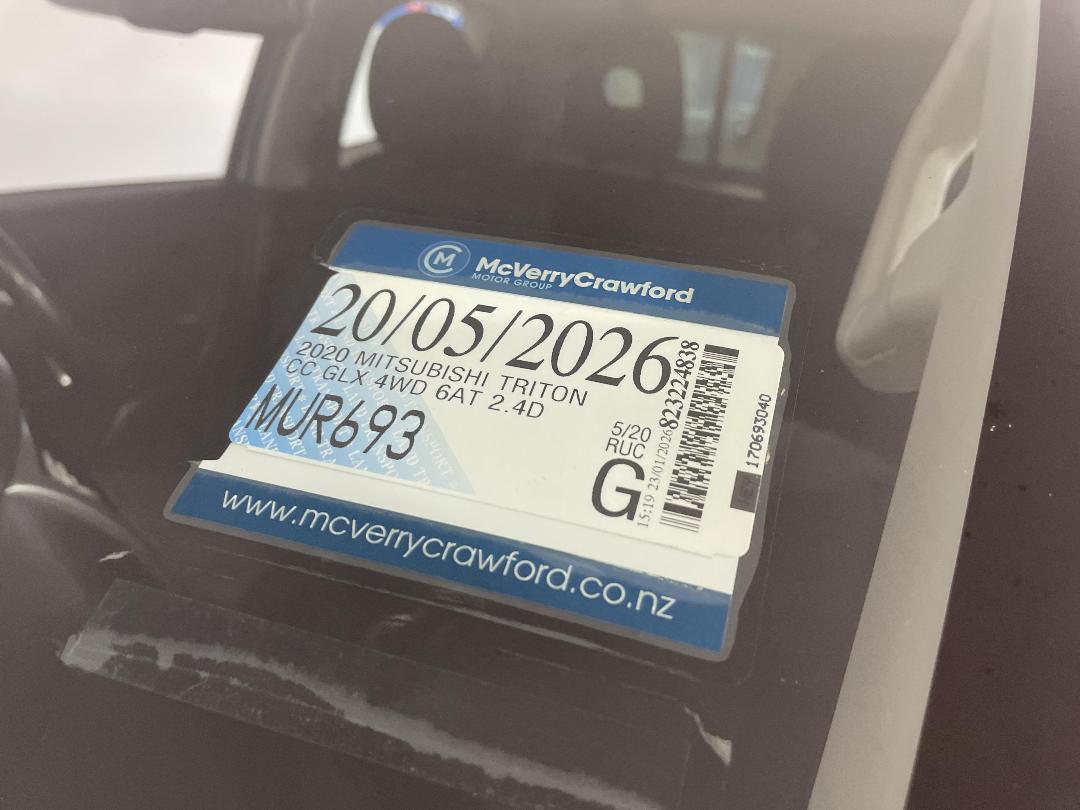 CM McVerryCrawford
MOTOR GROUP
20/05/2026
2020 MITSUBISHI TRITON
CC GLX 4WD 6AT 2.4D
MUR693
5/20
RUC
G
15:19 23/01/2026
823224838
170693040
www.mcverrycrawford.co.nz